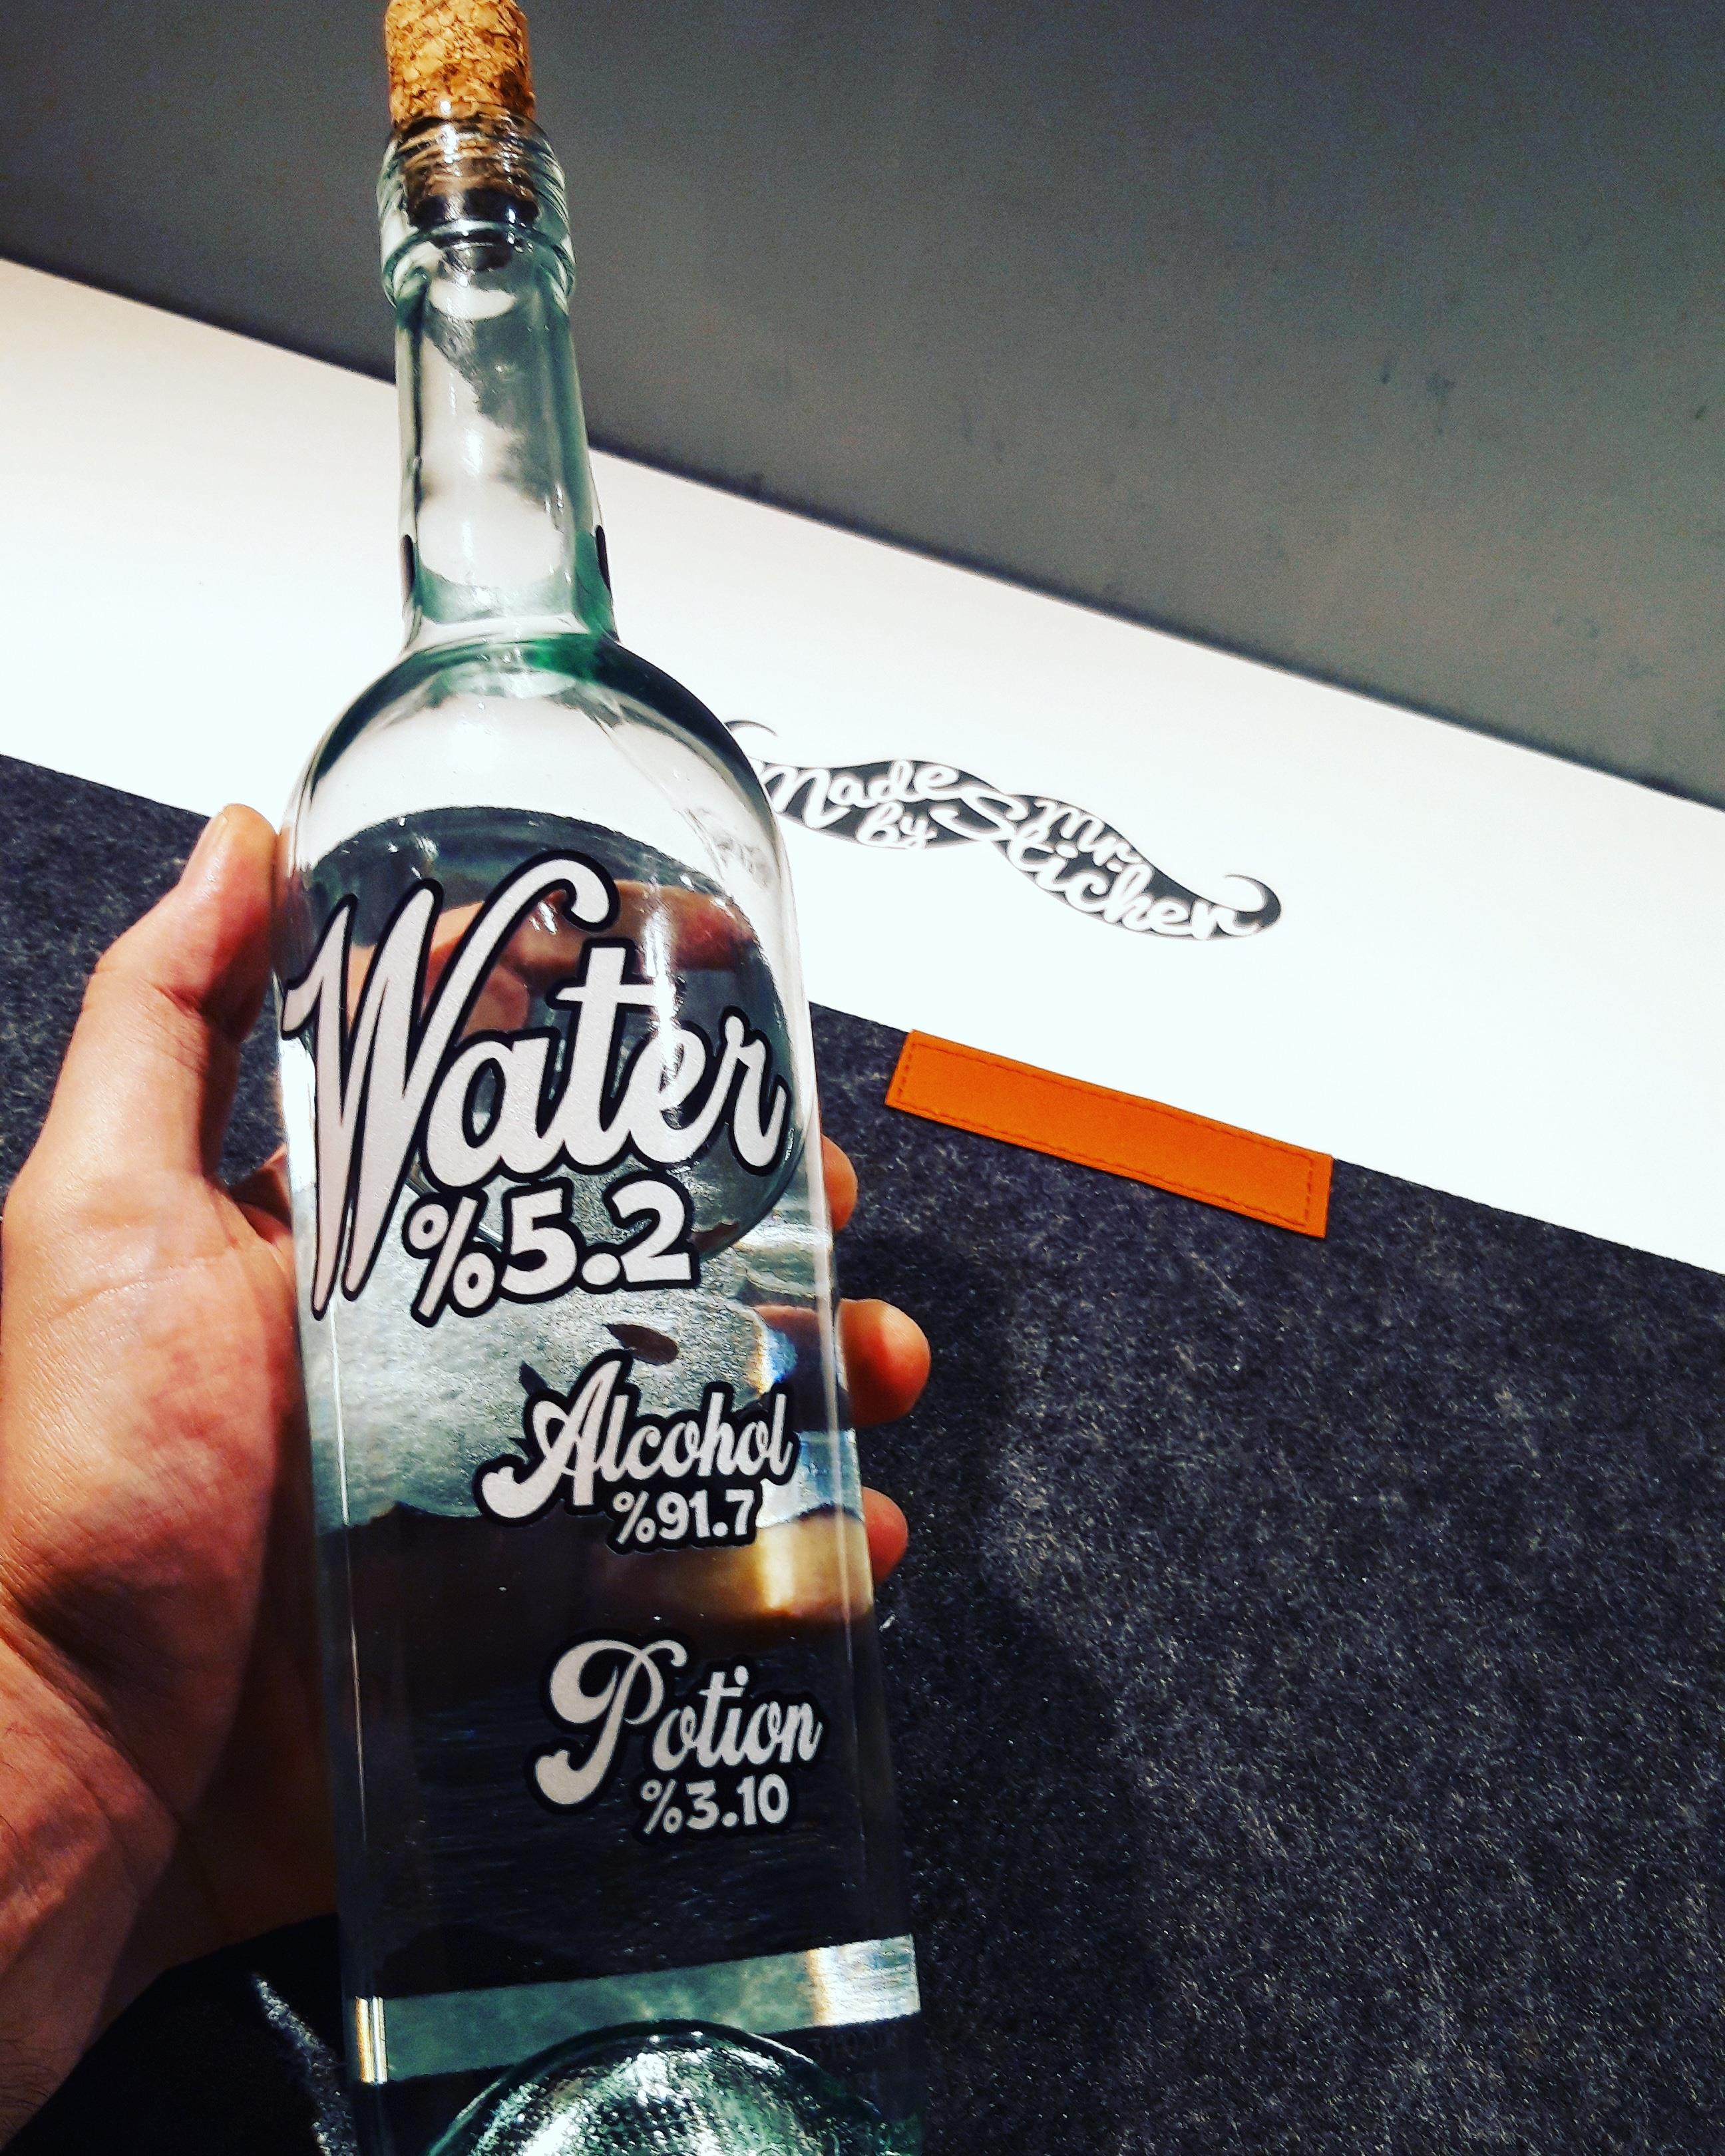 Water
%5.2
Alcohol
%91.7
Potion
%3.10
Made
by
Mr.
Sticker